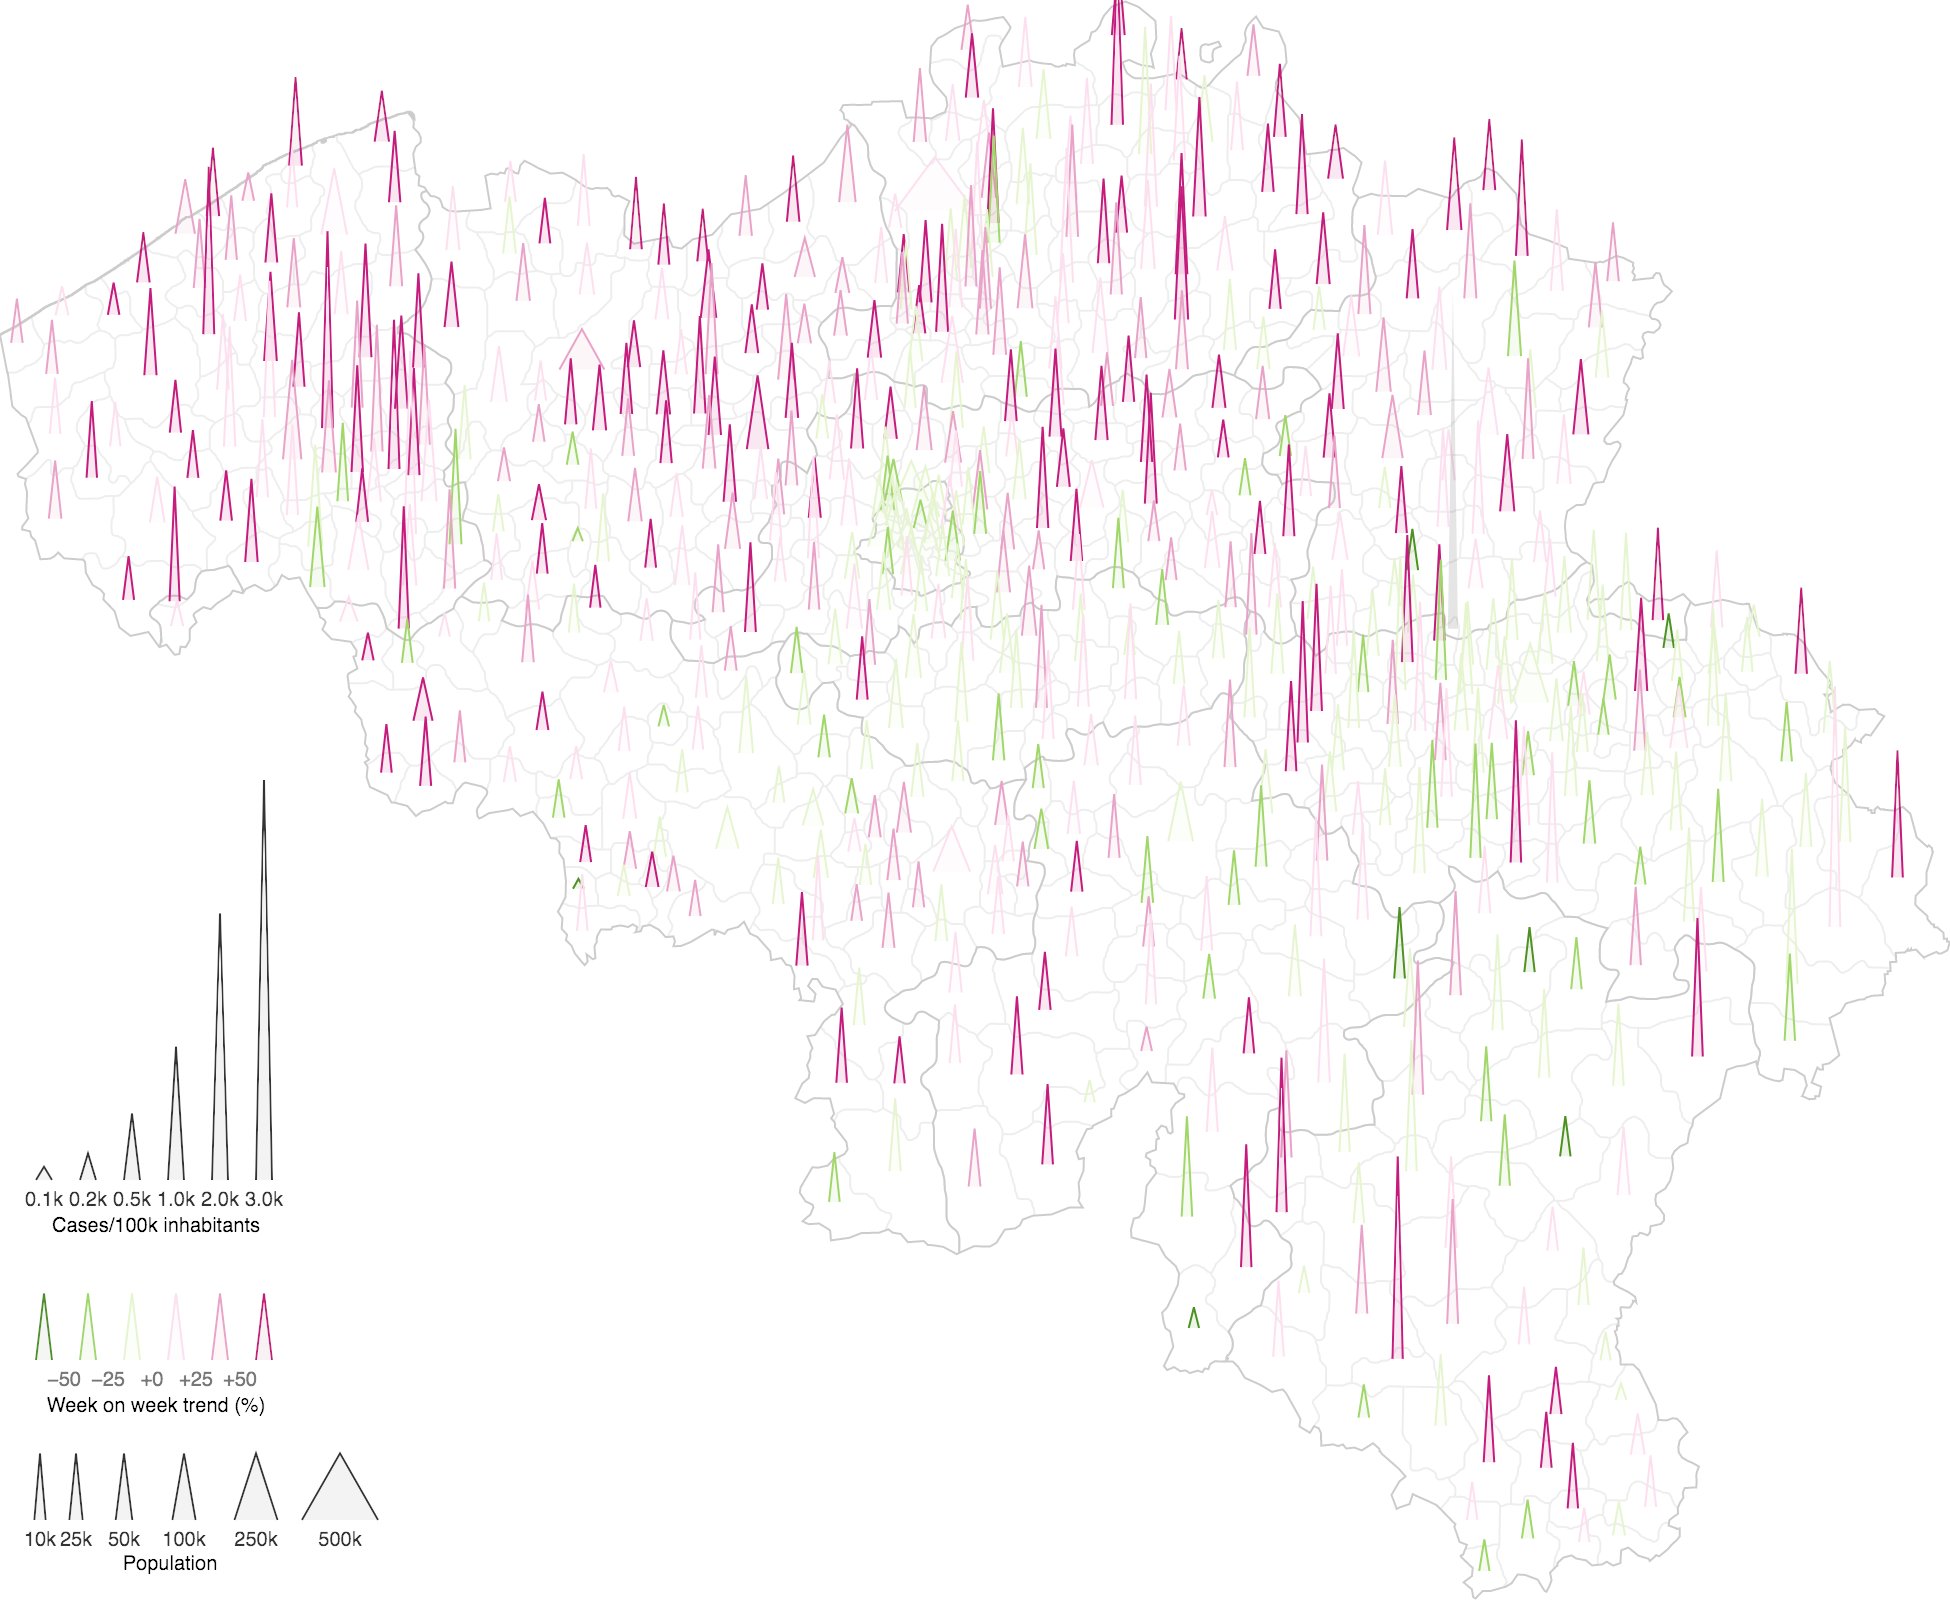 0.1k 0.2k 0.5k 1.0k 2.0k 3.0k
Cases/100k inhabitants
−50 −25 +0 +25 +50
Week on week trend (%)
10k 25k 50k 100k 250k 500k
Population